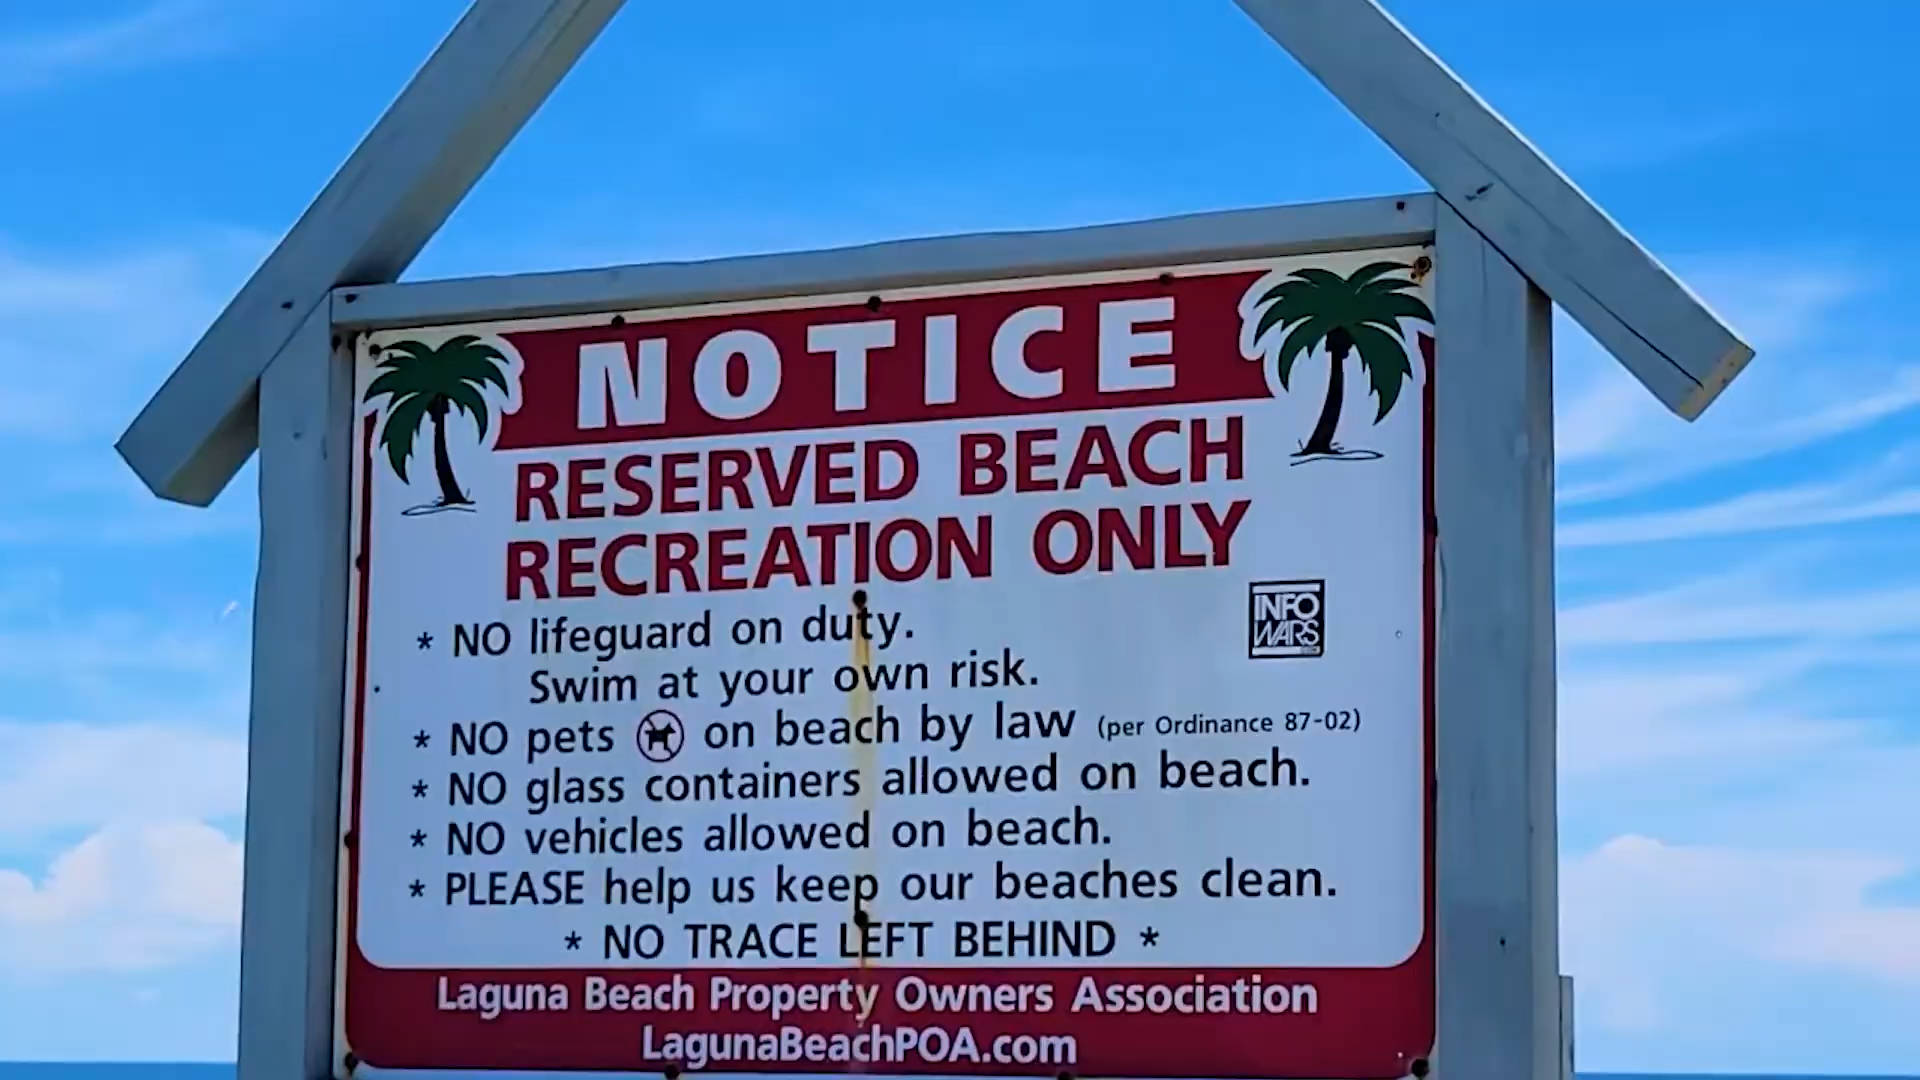 NOTICE
RESERVED BEACH
RECREATION ONLY
* NO lifeguard on duty.
Swim at your own risk.
INFO
WARS
.COM
* NO pets on beach by law (per Ordinance 87-02)
* NO glass containers allowed on beach.
* NO vehicles allowed on beach.
* PLEASE help us keep our beaches clean.
* NO TRACE LEFT BEHIND *
Laguna Beach Property Owners Association
LagunaBeachPOA.com